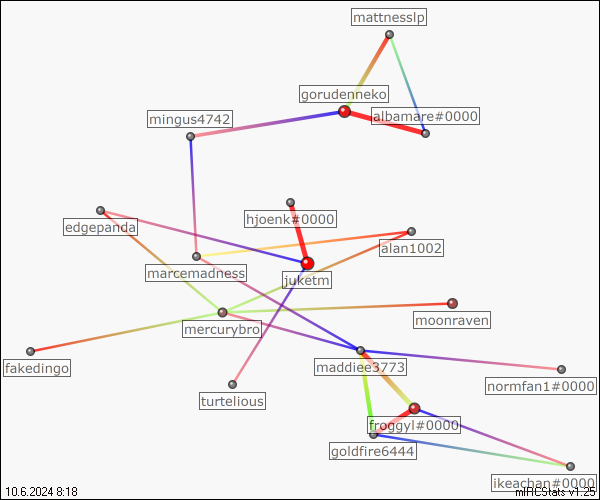 mattnesslp
gorudenneko
albamare#0000
mingus4742
hjoenk#0000
edgepanda
alan1002
marcemadness
juketm
mercurybro
moonraven
fakedingo
maddiee3773
normfan1#0000
turtelious
froggyl#0000
goldfire6444
ikeachan#0000
10.6.2024 8:18
mIRCStats v1.25